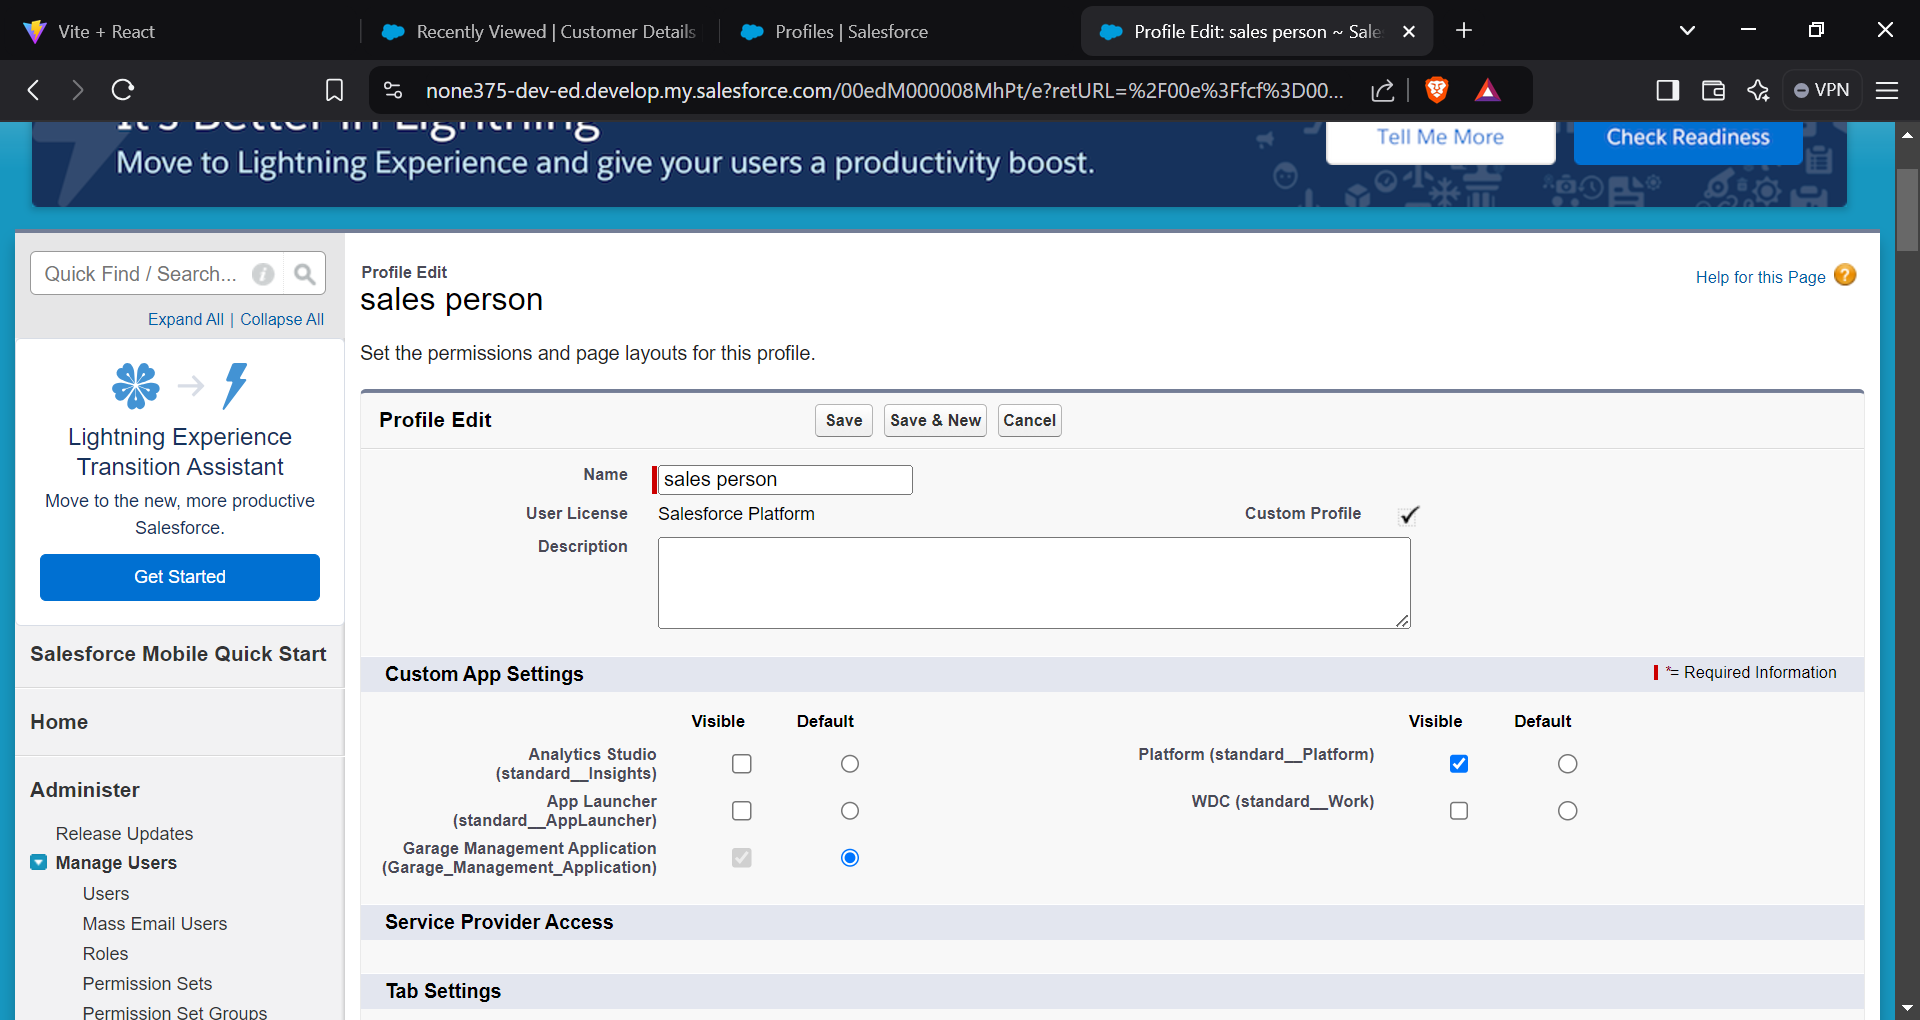 Vite + React
Recently Viewed | Customer Details
Profiles | Salesforce
Profile Edit: sales person ~ Sale
none375-dev-ed.develop.my.salesforce.com/00edM000008MhPt/e?retURL=%2F00e%3Ffcf%3D00...
VPN
It's Better in Lightning
Move to Lightning Experience and give your users a productivity boost.
Tell Me More
Check Readiness
Quick Find / Search...
Expand All | Collapse All
Lightning Experience
Transition Assistant
Move to the new, more productive
Salesforce.
Get Started
Salesforce Mobile Quick Start
Home
Administer
Release Updates
Manage Users
Users
Mass Email Users
Roles
Permission Sets
Permission Set Groups
Profile Edit
sales person
Help for this Page
Set the permissions and page layouts for this profile.
Profile Edit
Save
Save & New
Cancel
Name
sales person
User License
Salesforce Platform
Custom Profile
Description
Custom App Settings
*= Required Information
Visible
Default
Visible
Default
Analytics Studio
(standard__Insights)
Platform (standard__Platform)
App Launcher
(standard__AppLauncher)
WDC (standard__Work)
Garage Management Application
(Garage_Management_Application)
Service Provider Access
Tab Settings